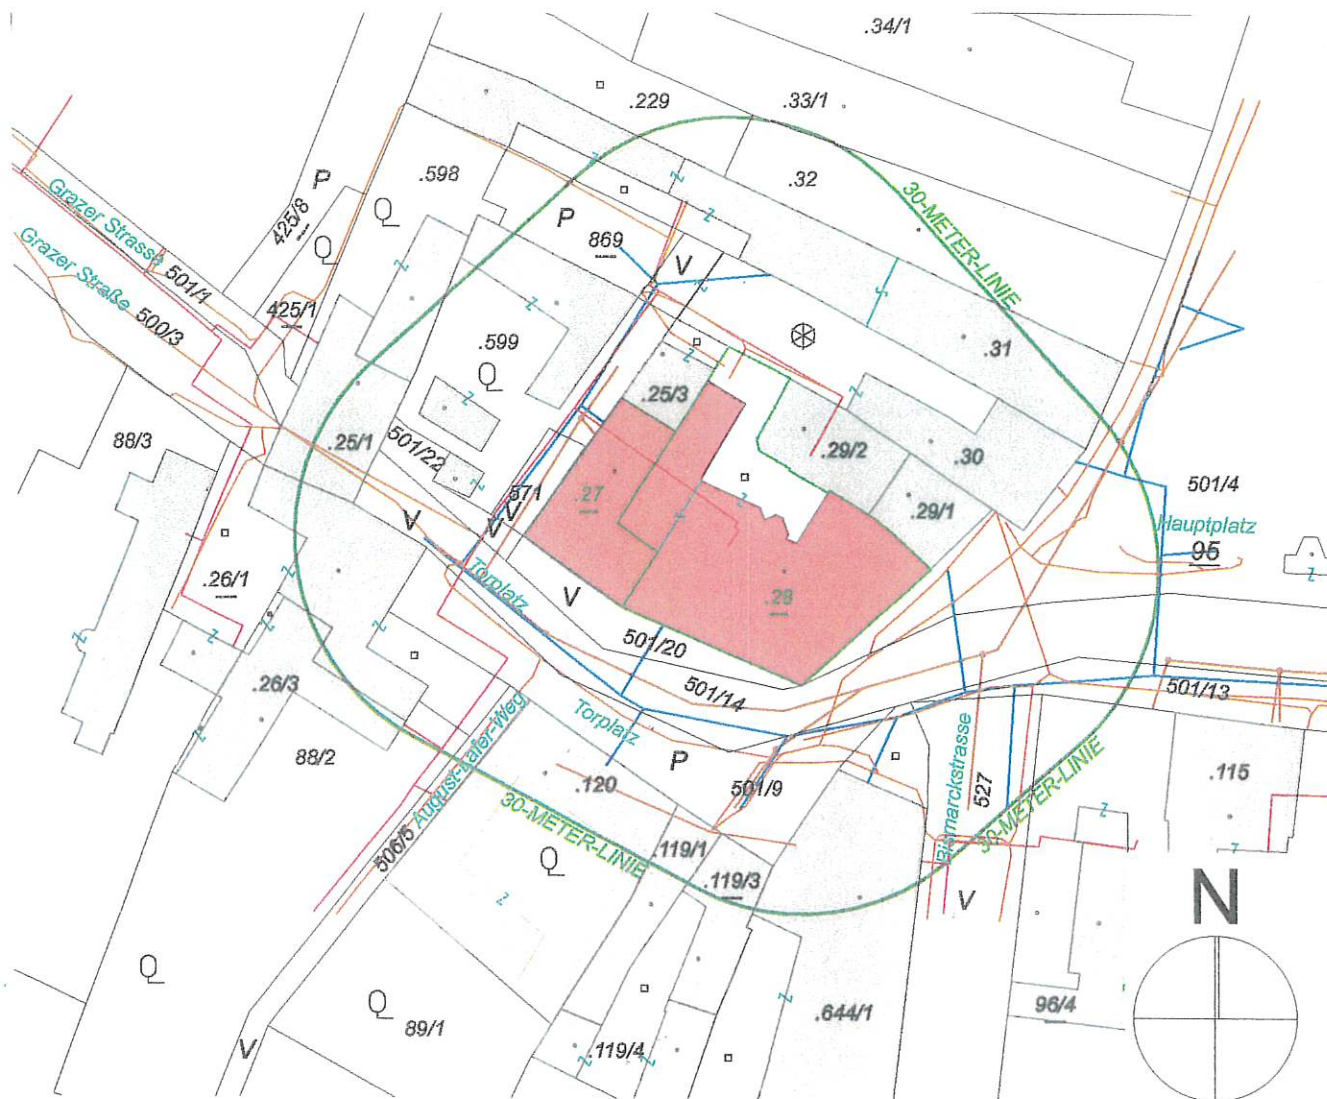 .34/1
.229
.33/1
.598
P
.32
30-METER-LINIE
Grazer Strasse
425/8
P
869
V
Grazer Straße
501/1
500/3
425/1
.599
.31
.25/3
88/3
.25/1
501/22
.29/2
.30
571
.27
.29/1
501/4
V
V
V
Hauptplatz
95
.26/1
Torplatz
V
.28
501/20
.26/3
501/14
501/13
Torplatz
88/2
August-Aafer-Weg
P
.120
501/9
Bismarckstrasse
527
30-METER-LINIE
.115
30-METER-LINIE
506/5
.119/1
.119/3
V
N
89/1
.644/1
96/4
V
.119/4